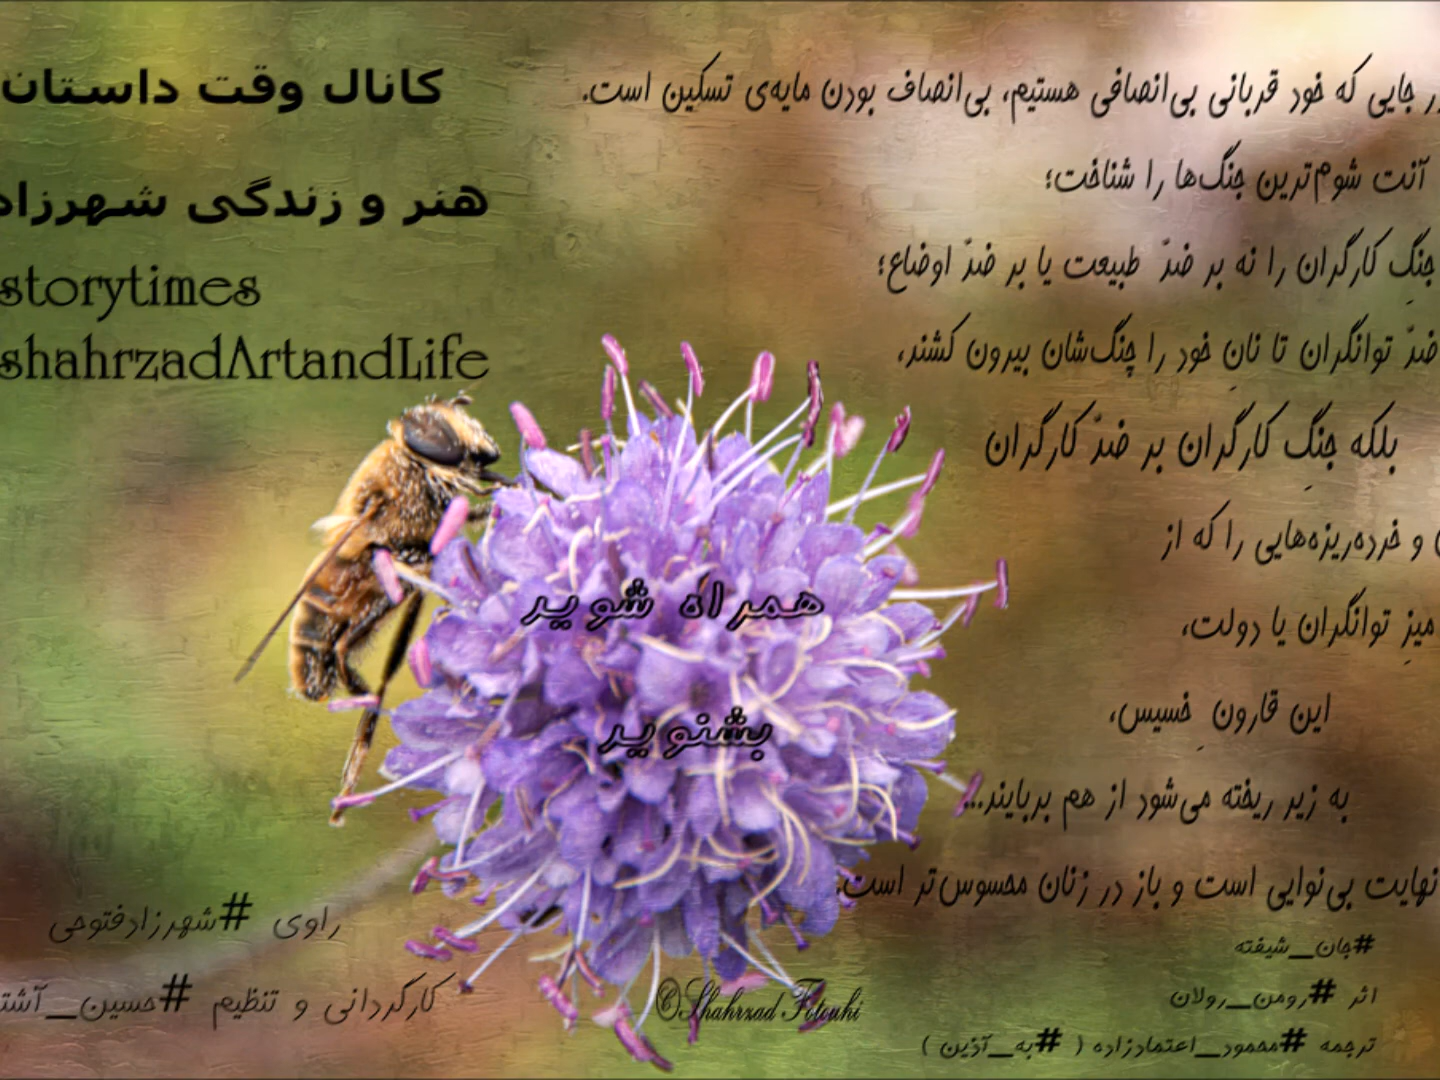 کانال وقت داستان
هنر و زندگی شهرزاد
storytimes
shahrzadArtandLife
جایی که خود قربانی بی‌انصافی هستیم، بی‌انصاف بودن مایه‌ی تسکین است.
آنت شوم‌ترین جنگ‌ها را شناخت؛
جنگِ کارگران را نه بر ضدّ طبیعت یا بر ضدّ اوضاع؛
ضدّ توانگران تا نانِ خود را چنگ‌شان بیرون کشند،
بلکه جنگِ کارگران بر ضدّ کارگران
و خرده‌ریزه‌هایی را که از
میزِ توانگران یا دولت،
این قارونِ خسیس،
به زیر ریخته می‌شود از هم بربایند...
نهایت بی‌نوایی است و باز در زنان محسوس‌تر است.
همراه شوید
بشنوید
راوی #شهرزادفتوحی
کارگردانی و تنظیم #حسین_آشت
#جان_شیفته
اثر #رومن_رولان
ترجمه #محمود_اعتمادزاده ( #به_آذین )
©Shahrzad Fotouhi